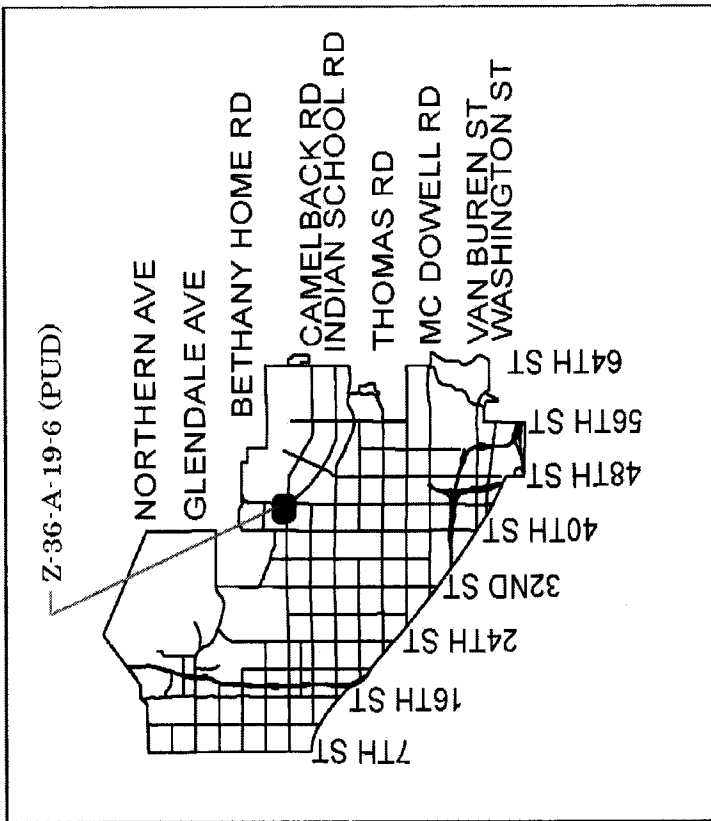 Z-36-A-19-6 (PUD)
NORTHERN AVE
GLENDALE AVE
BETHANY HOME RD
CAMELBACK RD
INDIAN SCHOOL RD
THOMAS RD
MC DOWELL RD
VAN BUREN ST
WASHINGTON ST
7TH ST
16TH ST
24TH ST
32ND ST
40TH ST
48TH ST
56TH ST
64TH ST